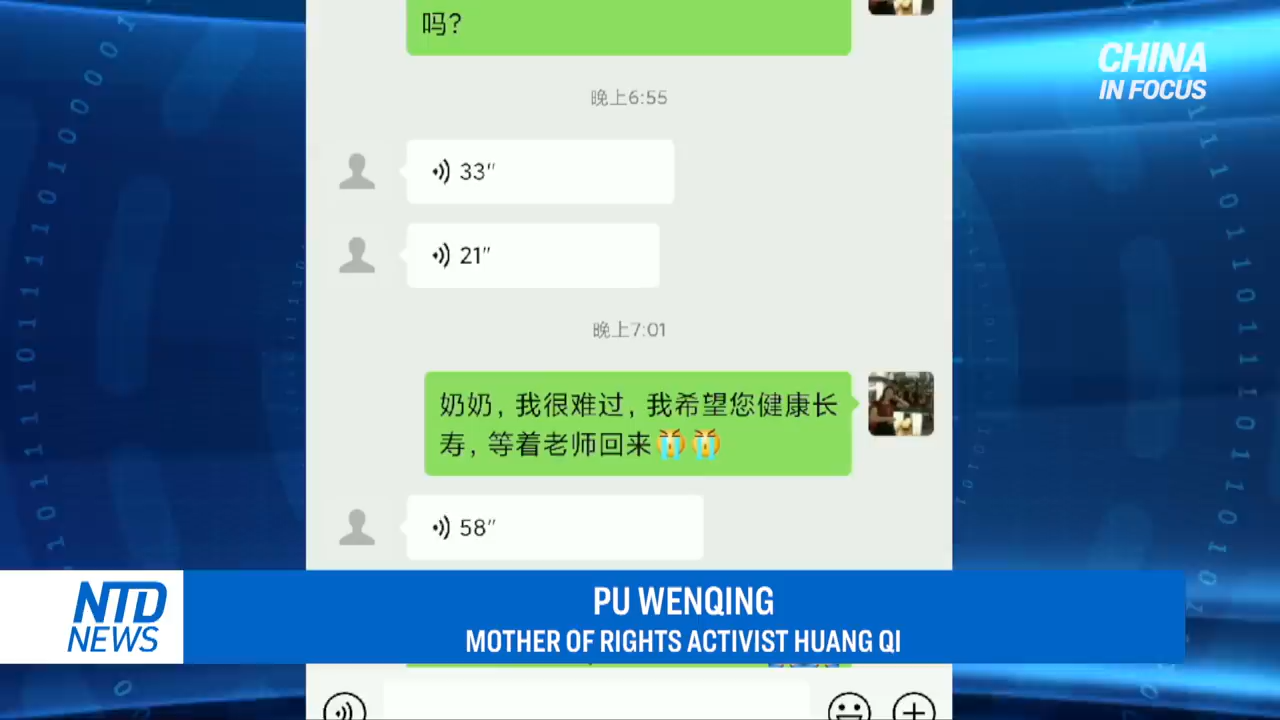 吗?
CHINA
IN FOCUS
晚上6:55
33″
21″
晚上7:01
奶奶，我很难过，我希望您健康长
寿，等着老师回来
58″
NTD
NEWS
PU WENQING
MOTHER OF RIGHTS ACTIVIST HUANG QI